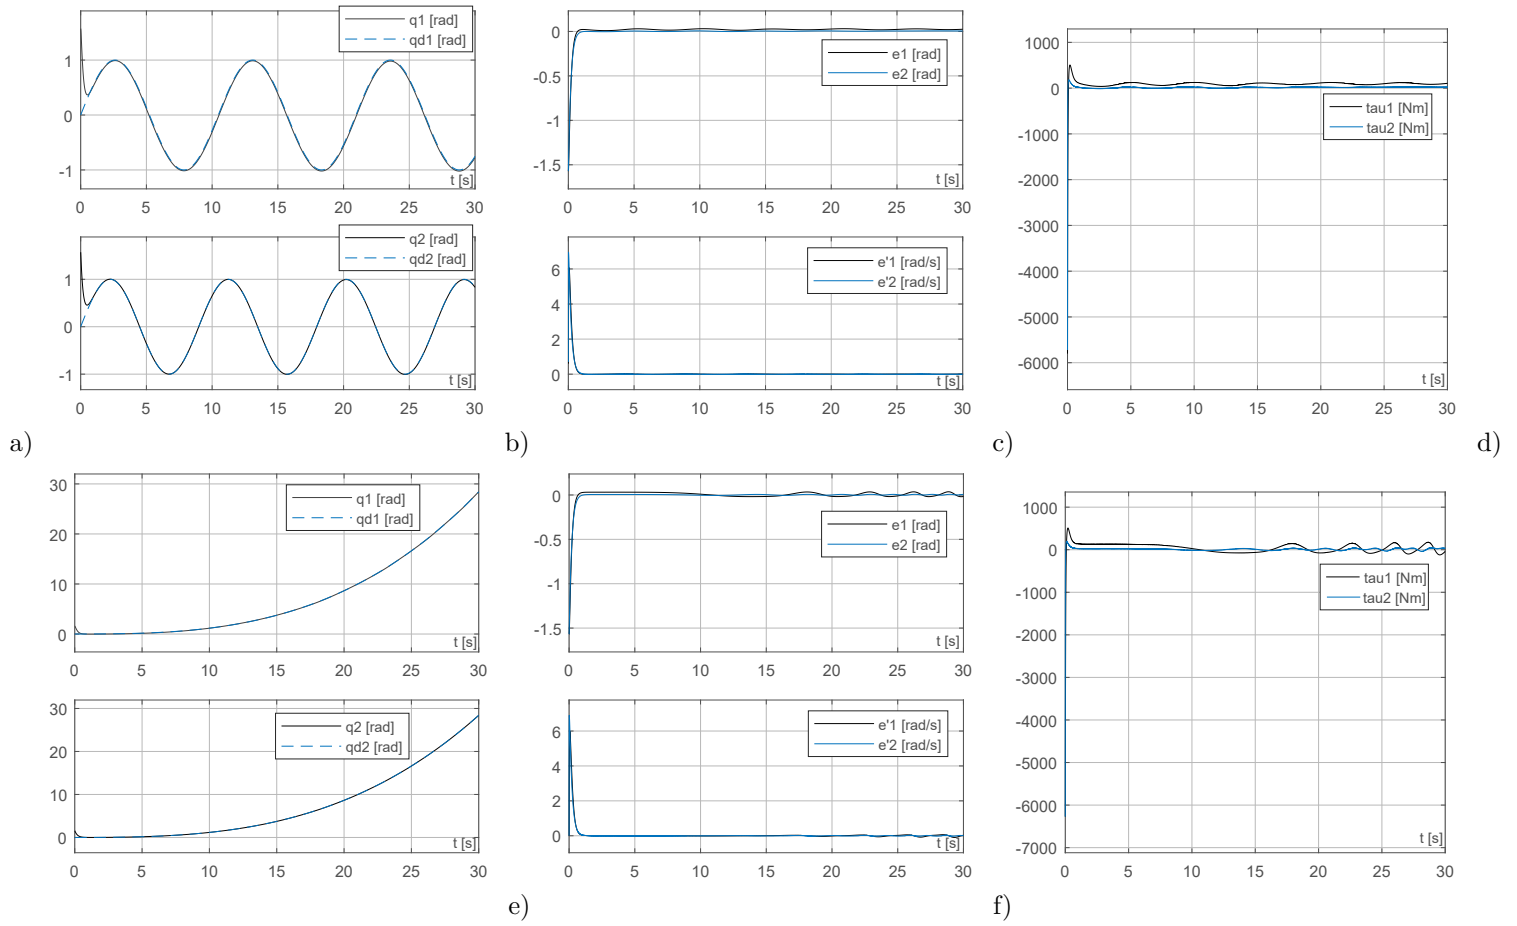 q1 [rad]
qd1 [rad]
1
0
-1
t [s]
0 5 10 15 20 25 30
q2 [rad]
qd2 [rad]
1
0
-1
t [s]
0 5 10 15 20 25 30
a)
0
-0.5
-1
-1.5
e1 [rad]
e2 [rad]
t [s]
0 5 10 15 20 25 30
e'1 [rad/s]
e'2 [rad/s]
6
4
2
0
t [s]
0 5 10 15 20 25 30
b)
1000
0
-1000
-2000
-3000
-4000
-5000
-6000
tau1 [Nm]
tau2 [Nm]
t [s]
0 5 10 15 20 25 30
c)
d)
30
20
10
0
q1 [rad]
qd1 [rad]
t [s]
0 5 10 15 20 25 30
30
20
10
0
q2 [rad]
qd2 [rad]
t [s]
0 5 10 15 20 25 30
0
-0.5
-1
-1.5
e1 [rad]
e2 [rad]
t [s]
0 5 10 15 20 25 30
e'1 [rad/s]
e'2 [rad/s]
6
4
2
0
t [s]
0 5 10 15 20 25 30
e)
1000
0
-1000
-2000
-3000
-4000
-5000
-6000
-7000
tau1 [Nm]
tau2 [Nm]
t [s]
0 5 10 15 20 25 30
f)